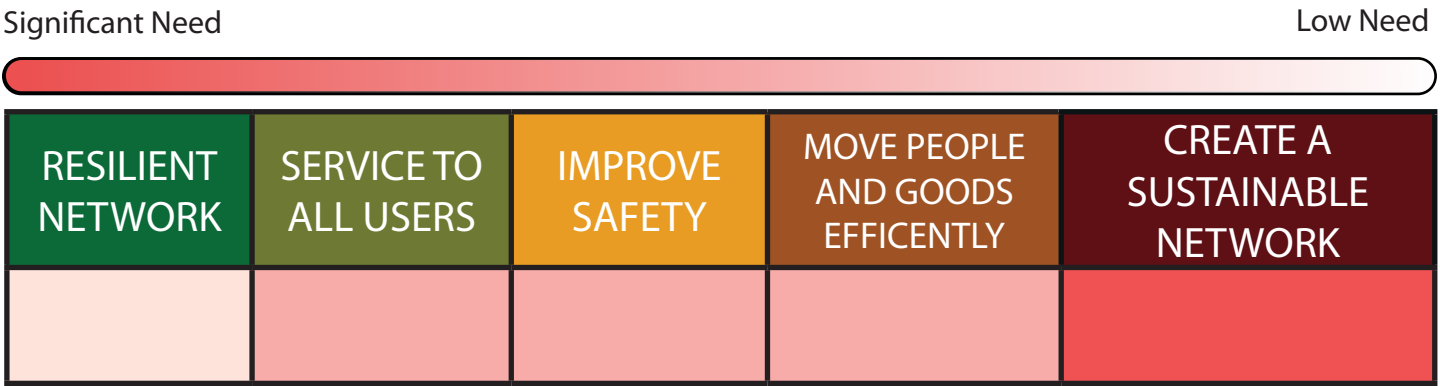 Significant Need
Low Need
RESILIENT
NETWORK
SERVICE TO
ALL USERS
IMPROVE
SAFETY
MOVE PEOPLE
AND GOODS
EFFICENTLY
CREATE A
SUSTAINABLE
NETWORK